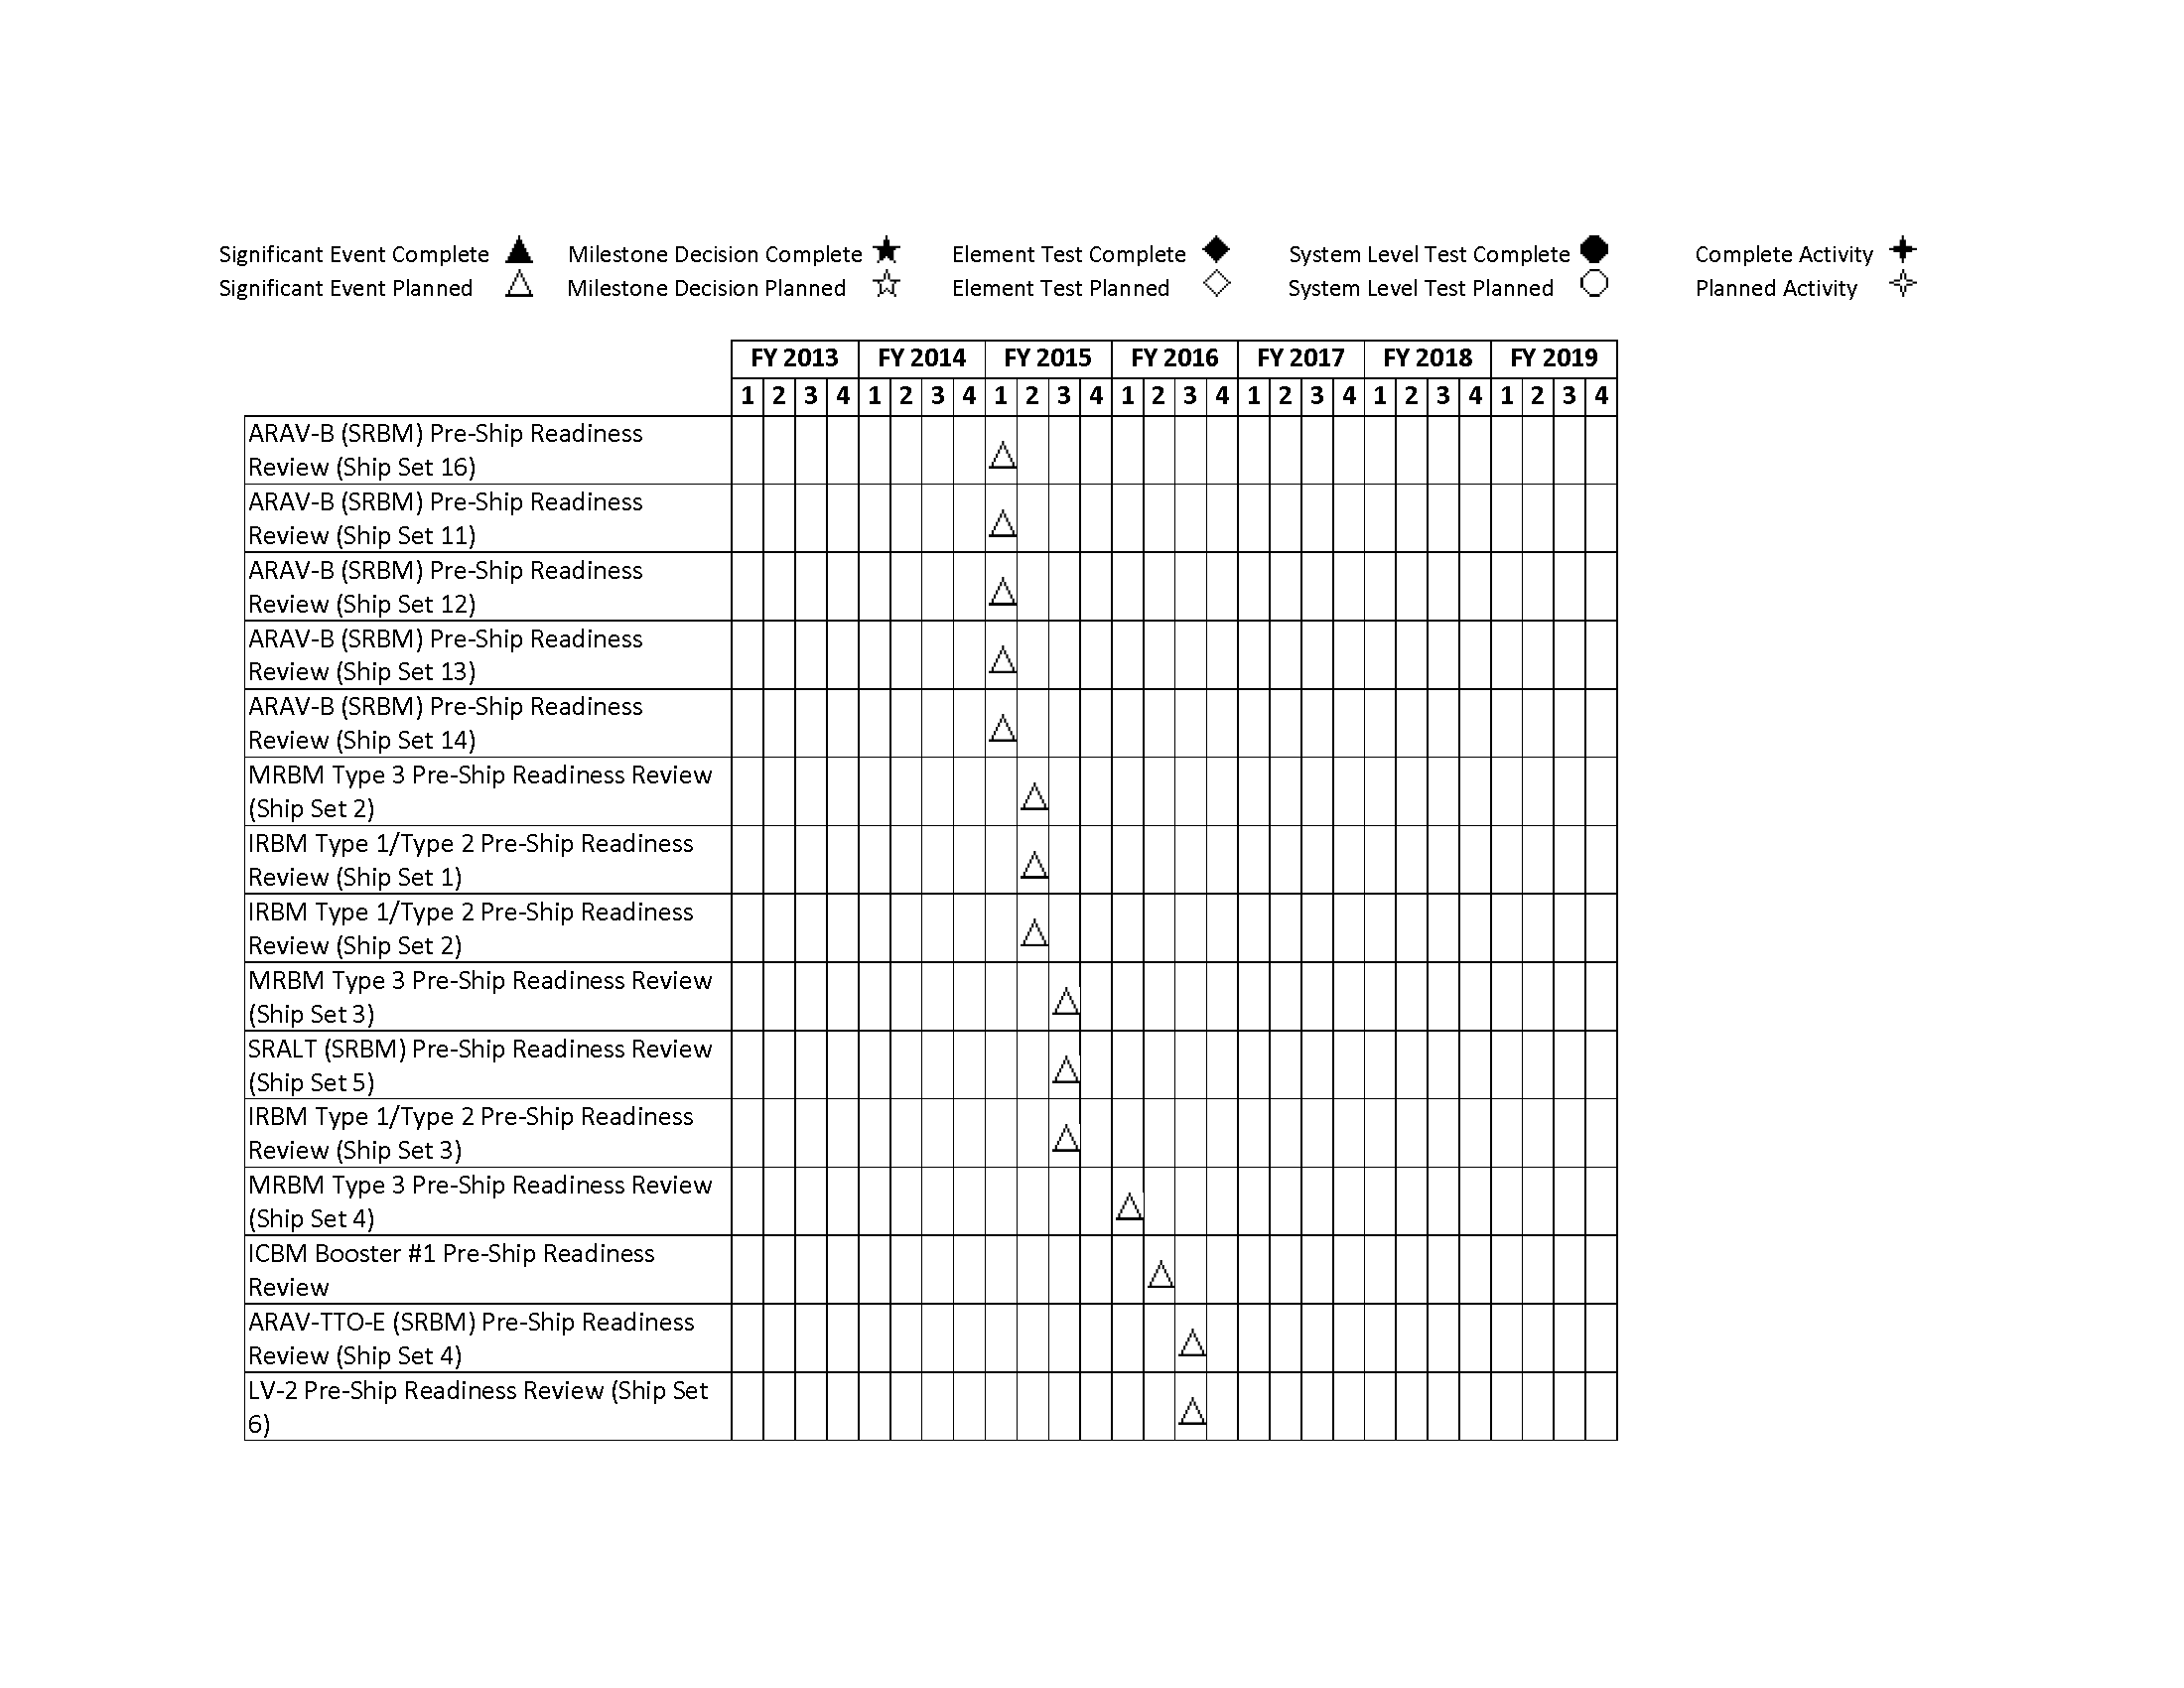 Significant Event Complete Milestone Decision Complete Element Test Complete System Level Test Complete Complete Activity
Significant Event Planned Milestone Decision Planned Element Test Planned System Level Test Planned Planned Activity
FY 2013 FY 2014 FY 2015 FY 2016 FY 2017 FY 2018 FY 2019
1 2 3 4 1 2 3 4 1 2 3 4 1 2 3 4 1 2 3 4 1 2 3 4 1 2 3 4
ARAV-B (SRBM) Pre-Ship Readiness
Review (Ship Set 16)
ARAV-B (SRBM) Pre-Ship Readiness
Review (Ship Set 11)
ARAV-B (SRBM) Pre-Ship Readiness
Review (Ship Set 12)
ARAV-B (SRBM) Pre-Ship Readiness
Review (Ship Set 13)
ARAV-B (SRBM) Pre-Ship Readiness
Review (Ship Set 14)
MRBM Type 3 Pre-Ship Readiness Review
(Ship Set 2)
IRBM Type 1/Type 2 Pre-Ship Readiness
Review (Ship Set 1)
IRBM Type 1/Type 2 Pre-Ship Readiness
Review (Ship Set 2)
MRBM Type 3 Pre-Ship Readiness Review
(Ship Set 3)
SRALT (SRBM) Pre-Ship Readiness Review
(Ship Set 5)
IRBM Type 1/Type 2 Pre-Ship Readiness
Review (Ship Set 3)
MRBM Type 3 Pre-Ship Readiness Review
(Ship Set 4)
ICBM Booster #1 Pre-Ship Readiness
Review
ARAV-TTO-E (SRBM) Pre-Ship Readiness
Review (Ship Set 4)
LV-2 Pre-Ship Readiness Review (Ship Set
6)